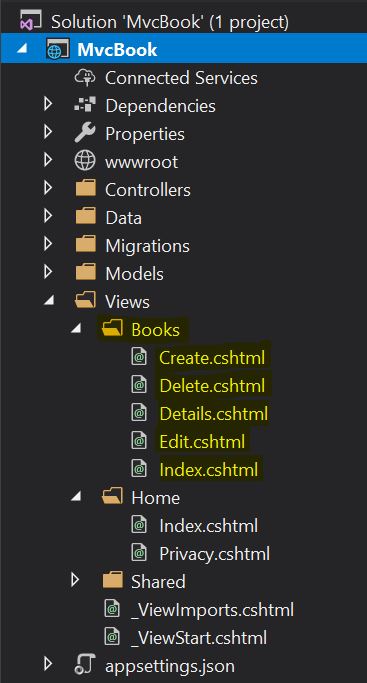 Solution 'MvcBook' (1 project)
MvcBook
Connected Services
Dependencies
Properties
wwwroot
Controllers
Data
Migrations
Models
Views
Books
Create.cshtml
Delete.cshtml
Details.cshtml
Edit.cshtml
Index.cshtml
Home
Index.cshtml
Privacy.cshtml
Shared
_ViewImports.cshtml
_ViewStart.cshtml
appsettings.json